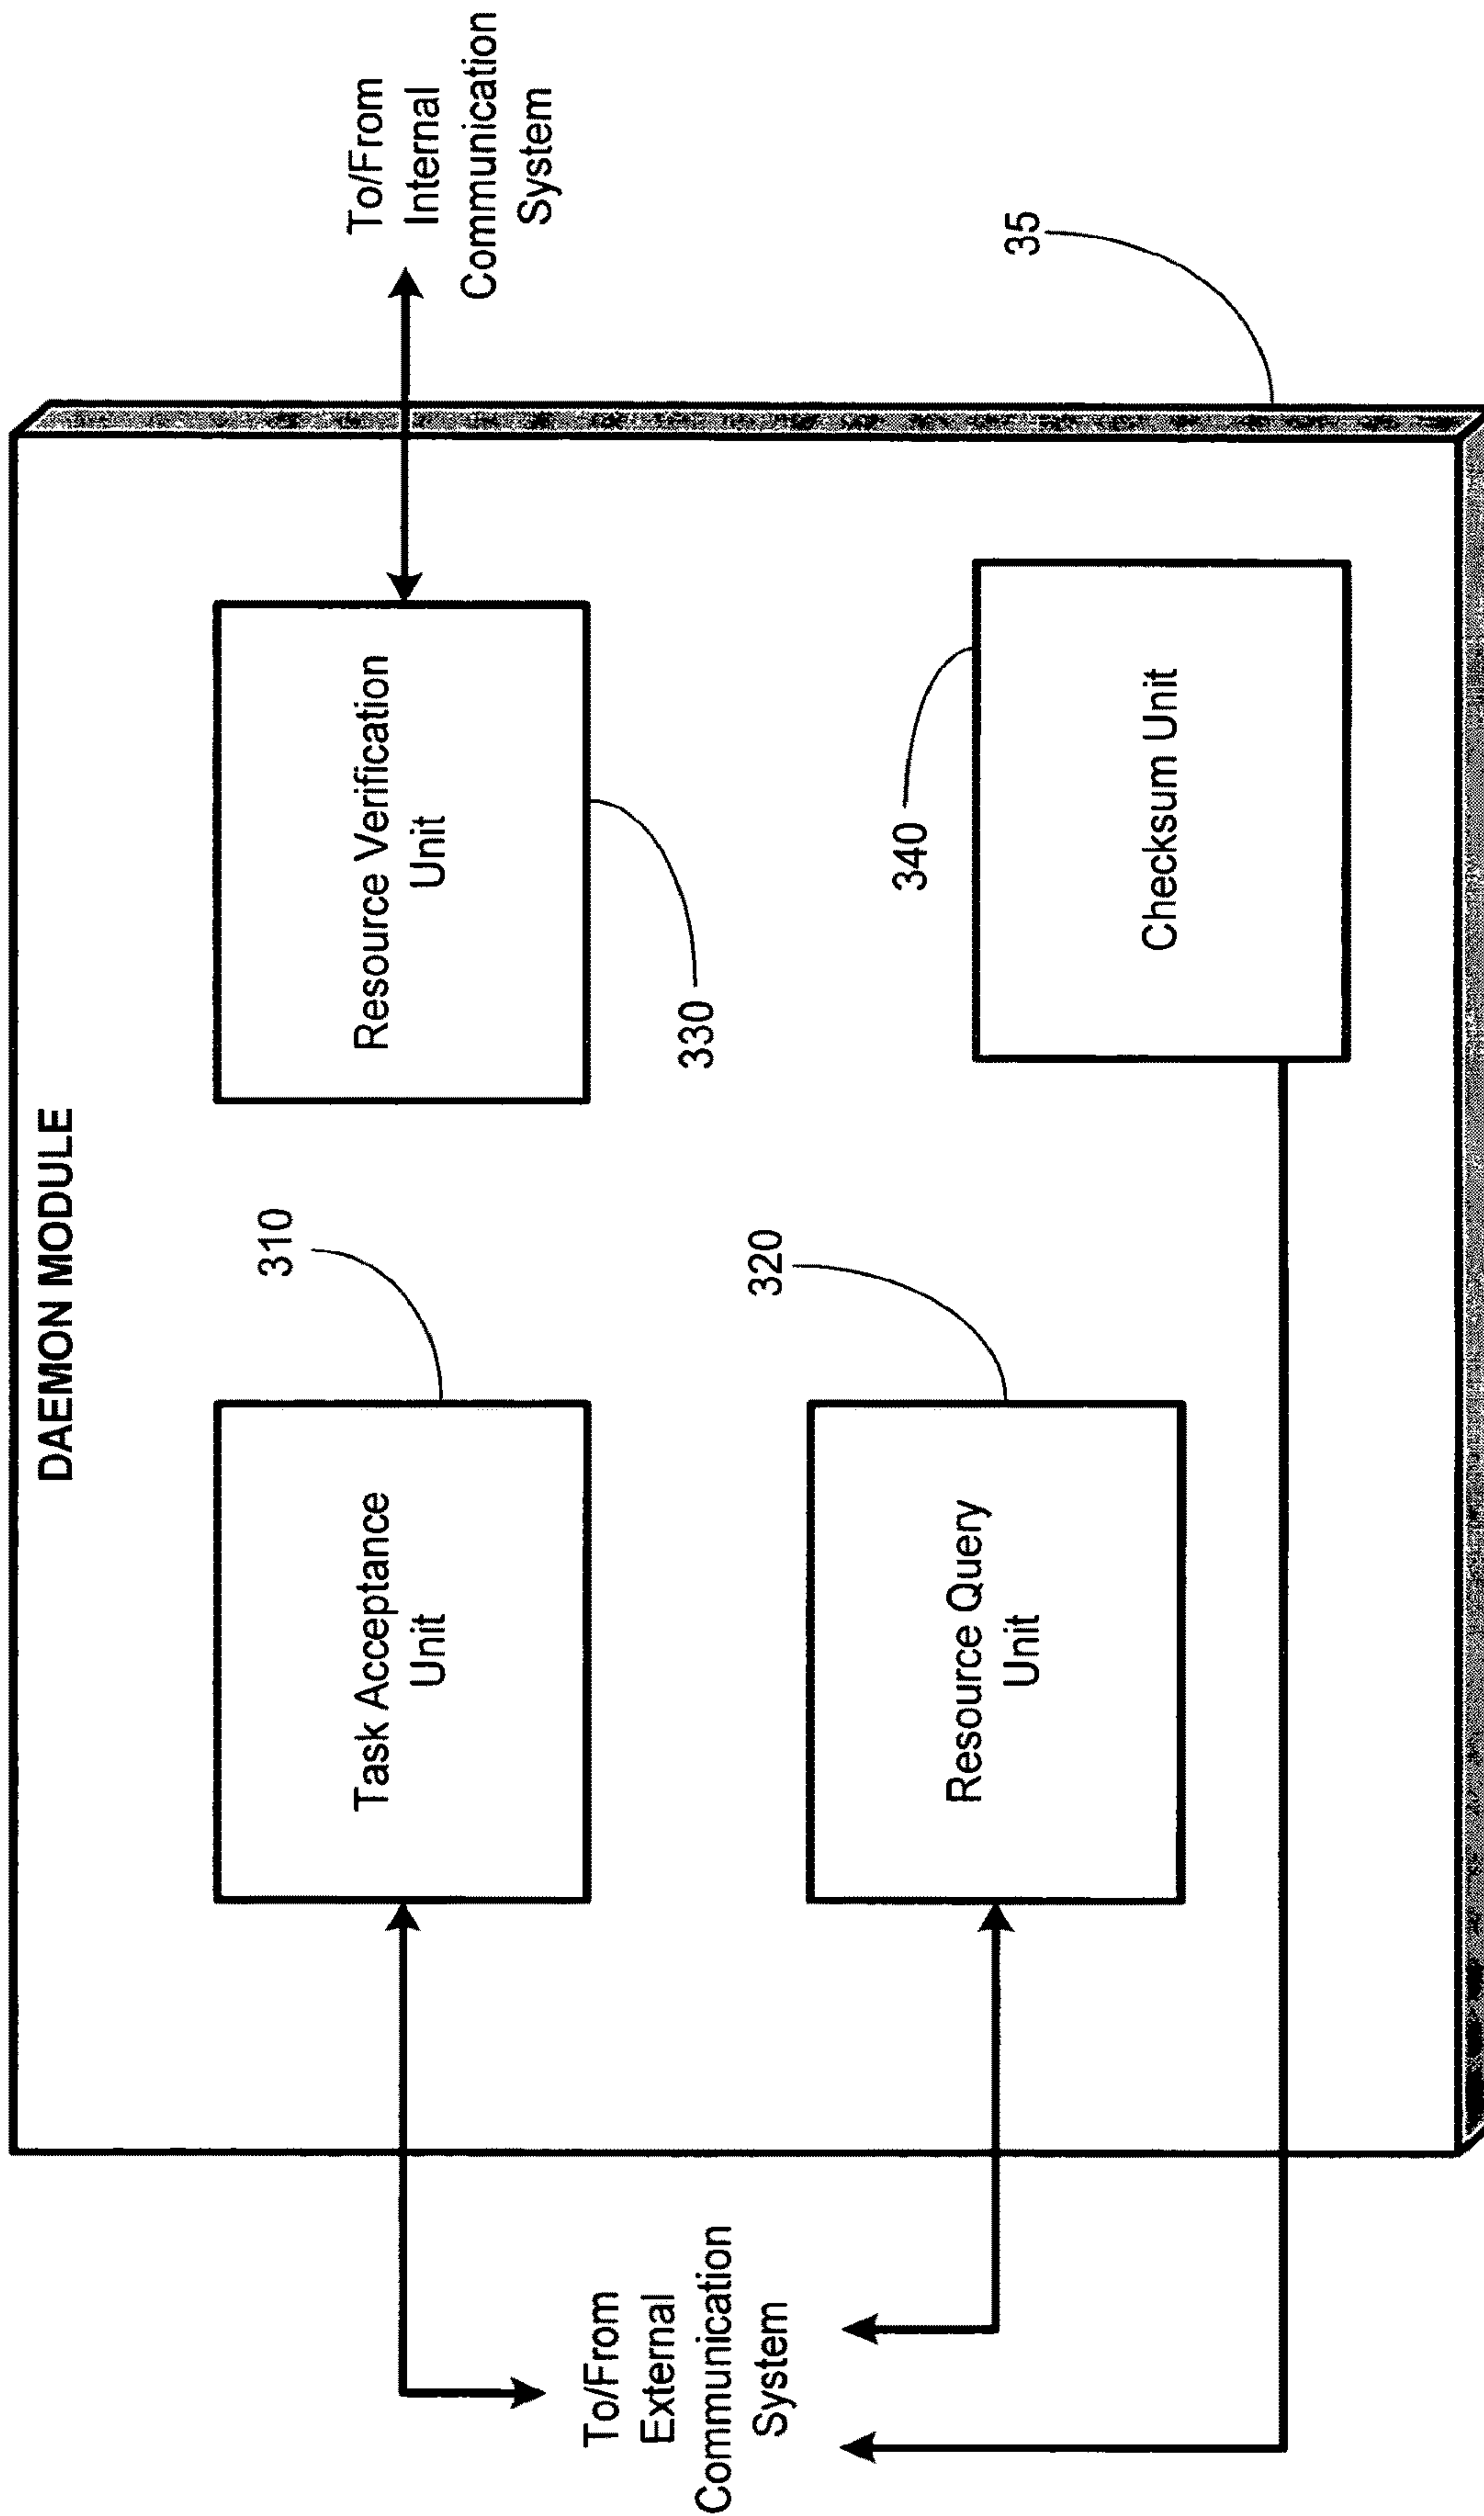 DAEMON MODULE
Task Acceptance
Unit
310
Resource Verification
Unit
330
To/From
Internal
Communication
System
To/From
External
Communication
System
Resource Query
Unit
320
Checksum Unit
340
35